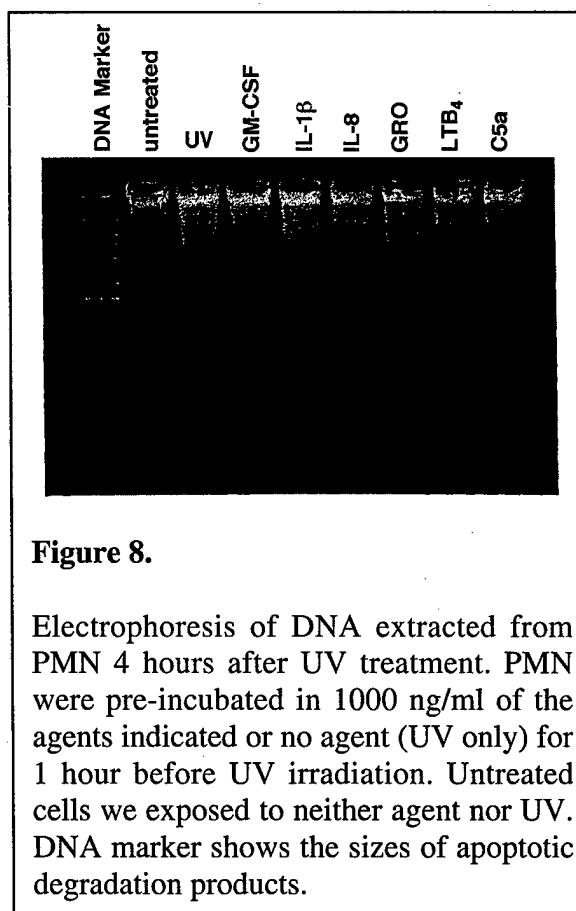 DNA Marker
untreated
UV
GM-CSF
IL-1β
IL-8
GRO
LTB4
C5a
Figure 8.
Electrophoresis of DNA extracted from
PMN 4 hours after UV treatment. PMN
were pre-incubated in 1000 ng/ml of the
agents indicated or no agent (UV only) for
1 hour before UV irradiation. Untreated
cells we exposed to neither agent nor UV.
DNA marker shows the sizes of apoptotic
degradation products.